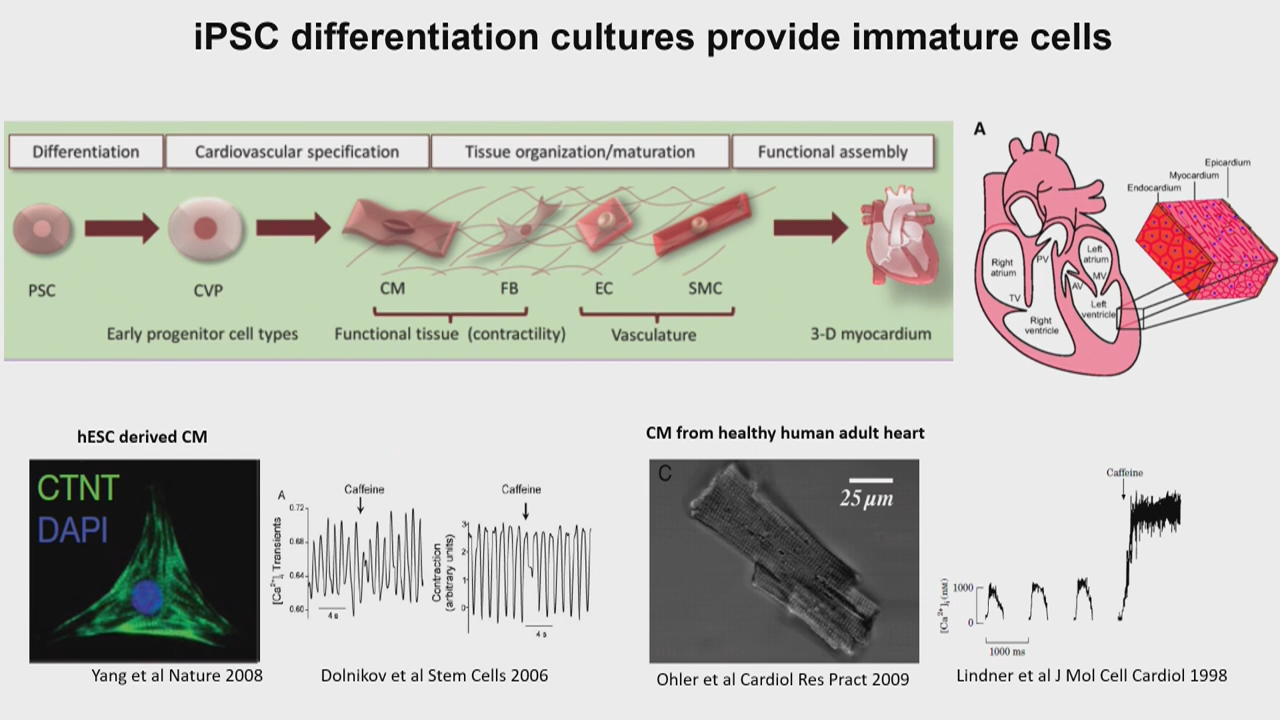 iPSC differentiation cultures provide immature cells
Differentiation
Cardiovascular specification
Tissue organization/maturation
Functional assembly
PSC
CVP
CM
FB
EC
SMC
Early progenitor cell types
Functional tissue (contractility)
Vasculature
3-D myocardium
A
Epicardium
Myocardium
Endocardium
Right
atrium
PV
Left
atrium
MV
AV
TV
Left
ventricle
Right
ventricle
hESC derived CM
CTNT
DAPI
Yang et al Nature 2008
A
Caffeine
[Ca²⁺]ᵢ Transients
0.72
0.68
0.64
0.60
4 s
Caffeine
Contraction
(arbitrary units)
3
2
1
0
4 s
Dolnikov et al Stem Cells 2006
CM from healthy human adult heart
C
25 µm
Ohler et al Cardiol Res Pract 2009
Caffeine
[Ca²⁺]ᵢ (nM)
1000
0
1000 ms
Lindner et al J Mol Cell Cardiol 1998